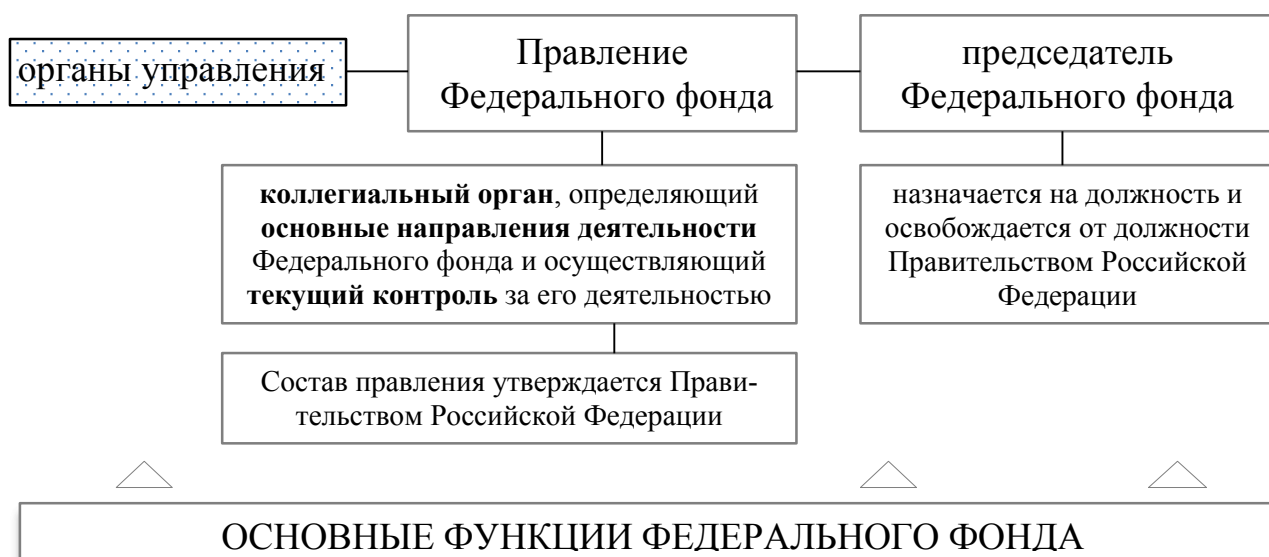 органы управления
Правление
Федерального фонда
председатель
Федерального фонда
коллегиальный орган, определяющий
основные направления деятельности
Федерального фонда и осуществляющий
текущий контроль за его деятельностью
назначается на должность и
освобождается от должности
Правительством Российской
Федерации
Состав правления утверждается Прави-
тельством Российской Федерации
ОСНОВНЫЕ ФУНКЦИИ ФЕДЕРАЛЬНОГО ФОНДА